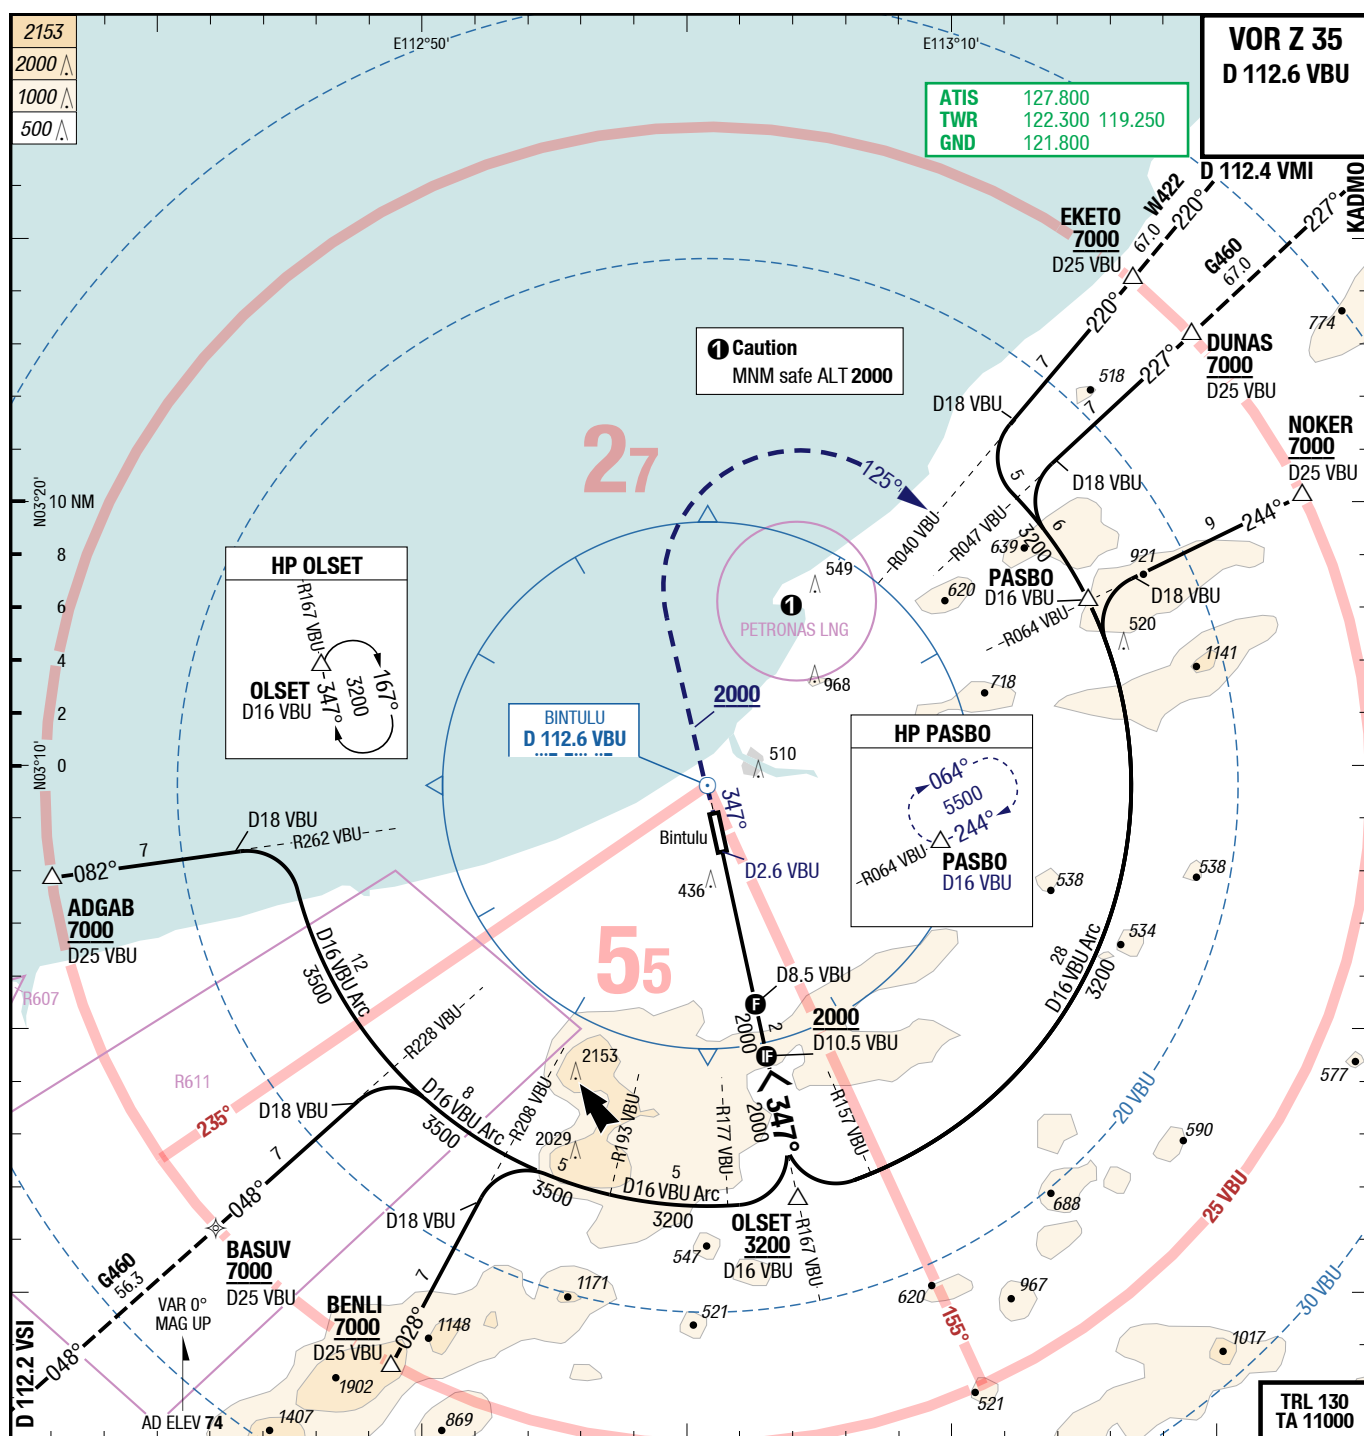 2153
2000
1000
500
E112°50'
E113°10'
VOR Z 35
D 112.6 VBU
ATIS 127.800
TWR 122.300 119.250
GND 121.800
D 112.4 VMI
KADMO
W422
67.0
220°
227°
G460
67.0
EKETO
7000
D25 VBU
220°
227°
DUNAS
7000
D25 VBU
774
1 Caution
MNM safe ALT 2000
7
7
518
D18 VBU
NOKER
7000
D25 VBU
27
125°
5
D18 VBU
9
244°
N03°20'
10 NM
8
6
4
2
0
N03°10'
R040 VBU
R047 VBU
6
3200
639
921
620
PASBO
D16 VBU
D18 VBU
R064 VBU
520
1141
718
HP OLSET
R167 VBU
OLSET
D16 VBU
347°
3200
167°
549
1
PETRONAS LNG
968
2000
BINTULU
D 112.6 VBU
510
347°
HP PASBO
064°
5500
244°
R064 VBU
PASBO
D16 VBU
Bintulu
D2.6 VBU
436
D18 VBU
R262 VBU
7
082°
ADGAB
7000
D25 VBU
538
538
534
D16 VBU Arc
12
3500
55
28
D16 VBU Arc
3200
R607
R611
D8.5 VBU
F
2
2000
2000
D10.5 VBU
IF
R228 VBU
235°
D18 VBU
8
D16 VBU Arc
3500
R208 VBU
2153
R193 VBU
2029
R177 VBU
2000
347°
R157 VBU
577
20 VBU
590
7
048°
5
3500
5
D16 VBU Arc
3200
D18 VBU
OLSET
3200
D16 VBU
R167 VBU
688
25 VBU
547
BASUV
7000
D25 VBU
G460
56.3
7
1171
521
620
967
30 VBU
VAR 0°
MAG UP
BENLI
7000
D25 VBU
028°
1148
155°
1017
048°
D 112.2 VSI
1902
521
AD ELEV 74
1407
869
TRL 130
TA 11000